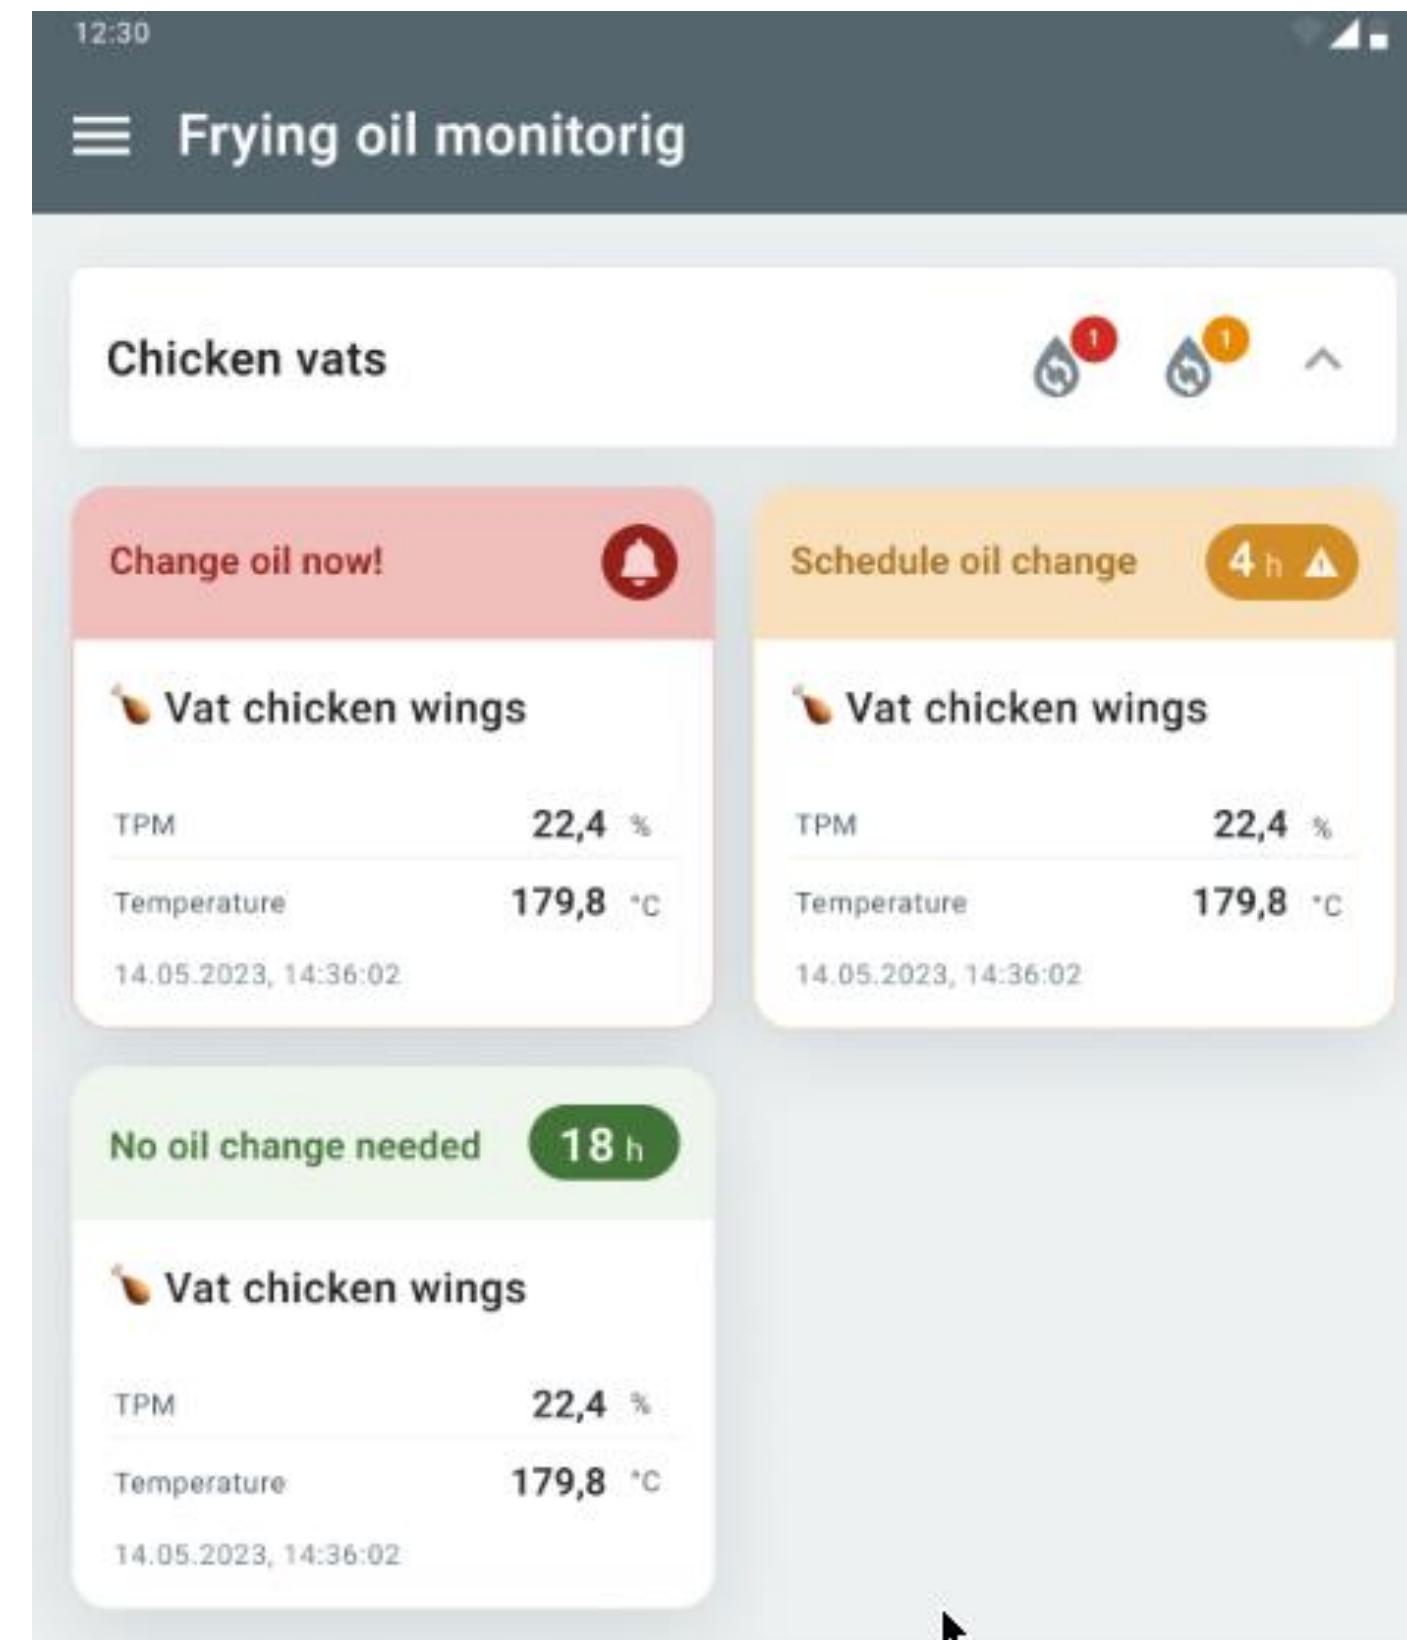 12:30
Frying oil monitorig
Chicken vats
1
1
Change oil now!
Schedule oil change
4 h
Vat chicken wings
Vat chicken wings
TPM 22,4 %
TPM 22,4 %
Temperature 179,8 °C
Temperature 179,8 °C
14.05.2023, 14:36:02
14.05.2023, 14:36:02
No oil change needed
18 h
Vat chicken wings
TPM 22,4 %
Temperature 179,8 °C
14.05.2023, 14:36:02